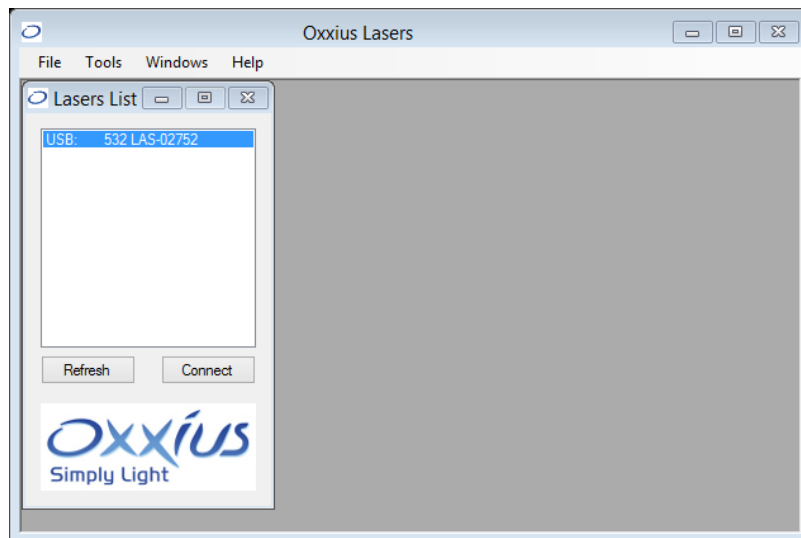 Oxxius Lasers
File Tools Windows Help
Lasers List
USB: 532 LAS-02752
Refresh Connect
Oxxius
Simply Light